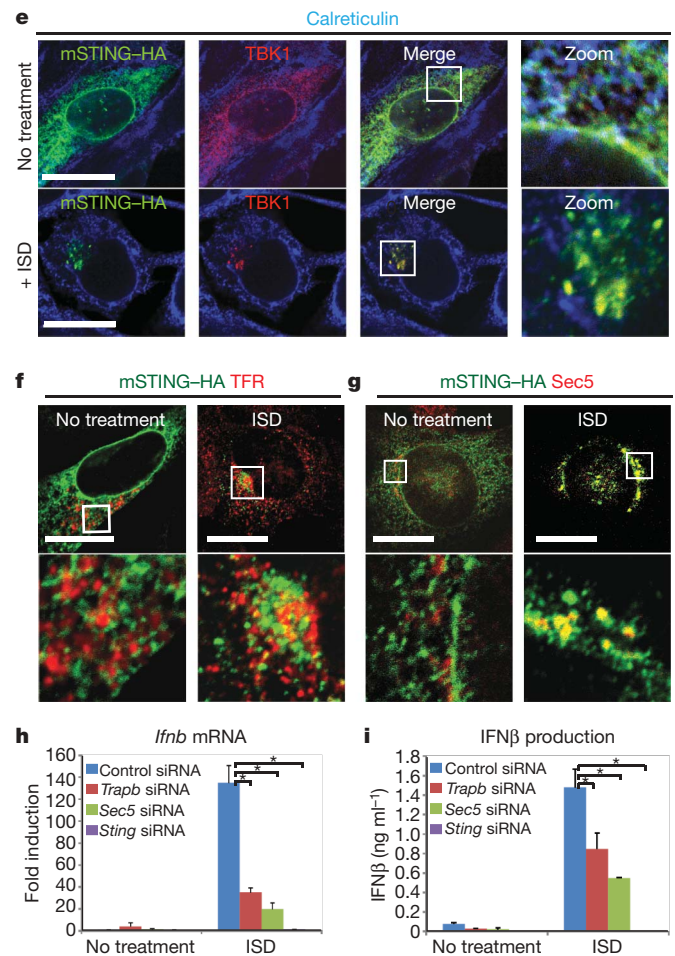 e
Calreticulin
mSTING–HA TBK1 Merge Zoom
No treatment
mSTING–HA TBK1 Merge Zoom
+ ISD
f mSTING–HA TFR
No treatment ISD
g mSTING–HA Sec5
No treatment ISD
h Ifnb mRNA
Fold induction
160
140
120
100
80
60
40
20
0
Control siRNA
Trapb siRNA
Sec5 siRNA
Sting siRNA
*
*
*
No treatment ISD
i IFNβ production
IFNβ (ng ml⁻¹)
1.8
1.6
1.4
1.2
1.0
0.8
0.6
0.4
0.2
0
Control siRNA
Trapb siRNA
Sec5 siRNA
Sting siRNA
*
*
*
No treatment ISD